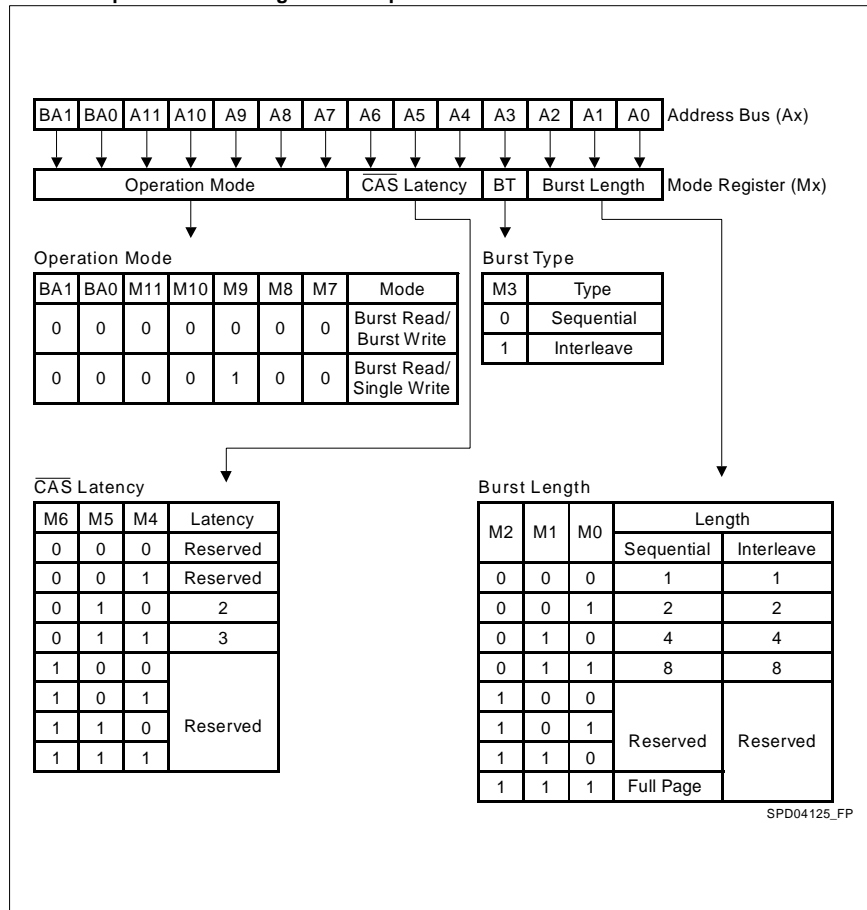 BA1 BA0 A11 A10 A9 A8 A7 A6 A5 A4 A3 A2 A1 A0 Address Bus (Ax)
Operation Mode CAS Latency BT Burst Length Mode Register (Mx)
Operation Mode
BA1 BA0 M11 M10 M9 M8 M7 Mode
0 0 0 0 0 0 0 Burst Read/
Burst Write
0 0 0 0 1 0 0 Burst Read/
Single Write
Burst Type
M3 Type
0 Sequential
1 Interleave
CAS Latency
M6 M5 M4 Latency
0 0 0 Reserved
0 0 1 Reserved
0 1 0 2
0 1 1 3
1 0 0
1 0 1
1 1 0 Reserved
1 1 1
Burst Length
M2 M1 M0 Length
Sequential Interleave
0 0 0 1 1
0 0 1 2 2
0 1 0 4 4
0 1 1 8 8
1 0 0
1 0 1 Reserved Reserved
1 1 0
1 1 1 Full Page
SPD04125_FP